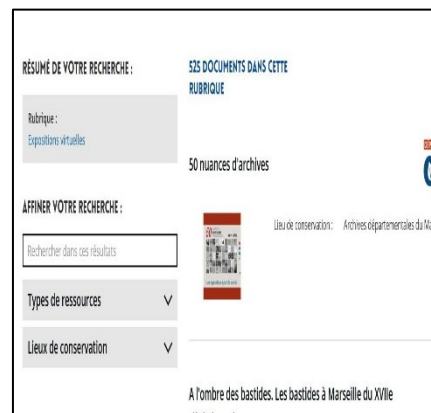 RÉSUMÉ DE VOTRE RECHERCHE :
Rubrique :
Expositions virtuelles
AFFINER VOTRE RECHERCHE :
Rechercher dans ces résultats
Types de ressources
Lieux de conservation
525 DOCUMENTS DANS CETTE
RUBRIQUE
50 nuances d'archives
Lieu de conservation : Archives départementales du
A l'ombre des bastides. Les bastides à Marseille du XVIIe